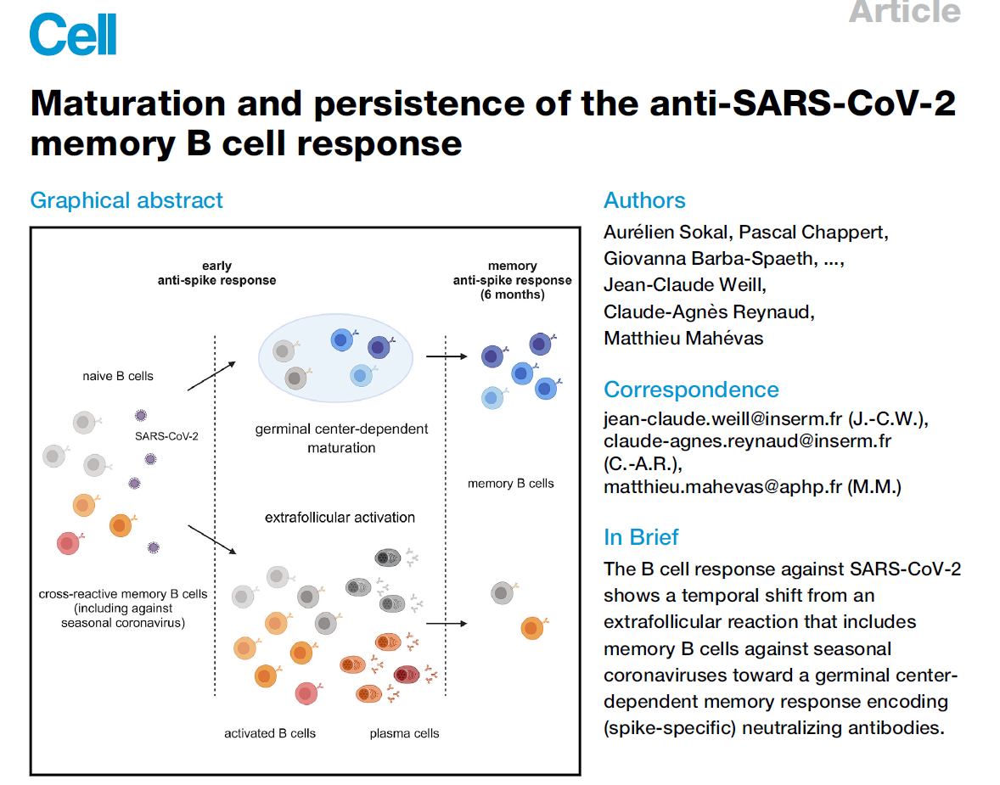 Article
Cell
Maturation and persistence of the anti-SARS-CoV-2
memory B cell response
Graphical abstract
early
anti-spike response
memory
anti-spike response
(6 months)
naive B cells
SARS-CoV-2
germinal center-dependent
maturation
memory B cells
extrafollicular activation
cross-reactive memory B cells
(including against
seasonal coronavirus)
activated B cells
plasma cells
Authors
Aurélien Sokal, Pascal Chappert,
Giovanna Barba-Spaeth, ...,
Jean-Claude Weill,
Claude-Agnès Reynaud,
Matthieu Mahévas
Correspondence
jean-claude.weill@inserm.fr (J.-C.W.),
claude-agnes.reynaud@inserm.fr
(C.-A.R.),
matthieu.mahevas@aphp.fr (M.M.)
In Brief
The B cell response against SARS-CoV-2
shows a temporal shift from an
extrafollicular reaction that includes
memory B cells against seasonal
coronaviruses toward a germinal center-
dependent memory response encoding
(spike-specific) neutralizing antibodies.